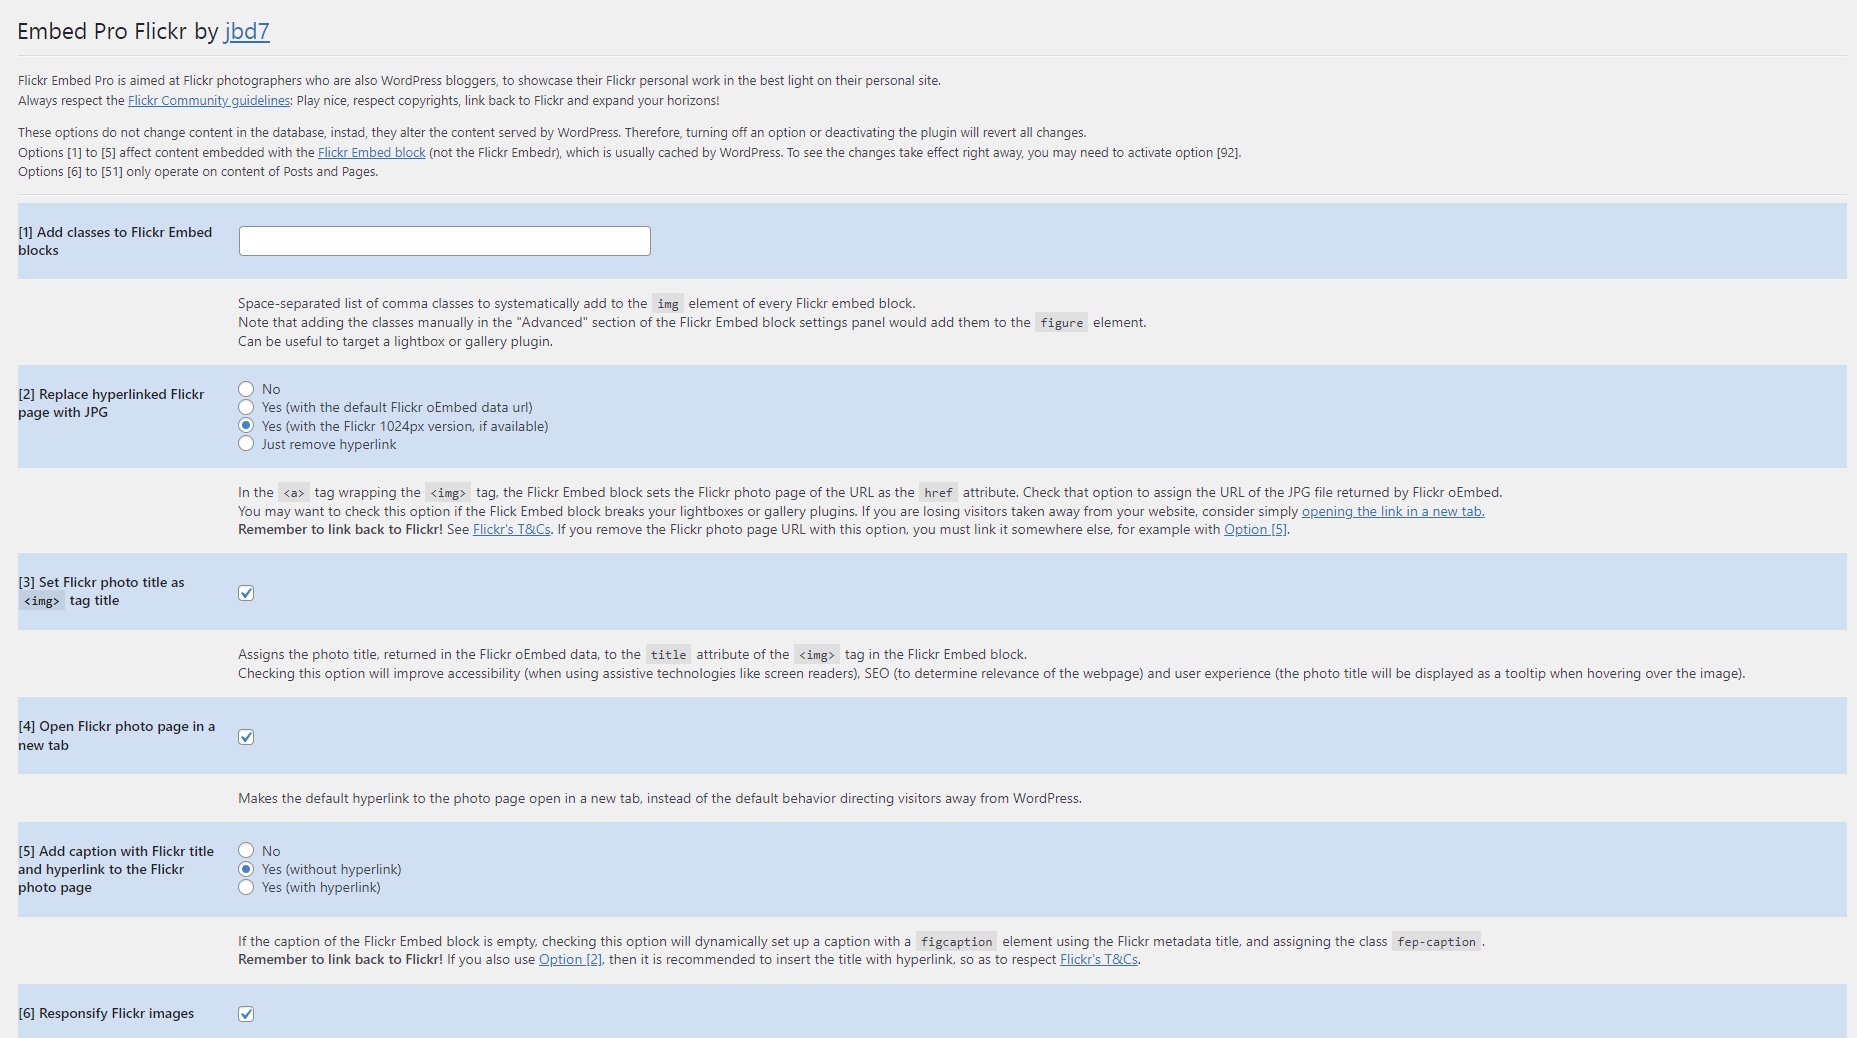 Embed Pro Flickr by jbd7
Flickr Embed Pro is aimed at Flickr photographers who are also WordPress bloggers, to showcase their Flickr personal work in the best light on their personal site.
Always respect the Flickr Community guidelines: Play nice, respect copyrights, link back to Flickr and expand your horizons!
These options do not change content in the database, instad, they alter the content served by WordPress. Therefore, turning off an option or deactivating the plugin will revert all changes.
Options [1] to [5] affect content embedded with the Flickr Embed block (not the Flickr Embedr), which is usually cached by WordPress. To see the changes take effect right away, you may need to activate option [92].
Options [6] to [51] only operate on content of Posts and Pages.
[1] Add classes to Flickr Embed
blocks
Space-separated list of comma classes to systematically add to the img element of every Flickr embed block.
Note that adding the classes manually in the "Advanced" section of the Flickr Embed block settings panel would add them to the figure element.
Can be useful to target a lightbox or gallery plugin.
[2] Replace hyperlinked Flickr
page with JPG
No
Yes (with the default Flickr oEmbed data url)
Yes (with the Flickr 1024px version, if available)
Just remove hyperlink
In the <a> tag wrapping the <img> tag, the Flickr Embed block sets the Flickr photo page of the URL as the href attribute. Check that option to assign the URL of the JPG file returned by Flickr oEmbed.
You may want to check this option if the Flick Embed block breaks your lightboxes or gallery plugins. If you are losing visitors taken away from your website, consider simply opening the link in a new tab.
Remember to link back to Flickr! See Flickr's T&Cs. If you remove the Flickr photo page URL with this option, you must link it somewhere else, for example with Option [5].
[3] Set Flickr photo title as
<img> tag title
Assigns the photo title, returned in the Flickr oEmbed data, to the title attribute of the <img> tag in the Flickr Embed block.
Checking this option will improve accessibility (when using assistive technologies like screen readers), SEO (to determine relevance of the webpage) and user experience (the photo title will be displayed as a tooltip when hovering over the image).
[4] Open Flickr photo page in a
new tab
Makes the default hyperlink to the photo page open in a new tab, instead of the default behavior directing visitors away from WordPress.
[5] Add caption with Flickr title
and hyperlink to the Flickr
photo page
No
Yes (without hyperlink)
Yes (with hyperlink)
If the caption of the Flickr Embed block is empty, checking this option will dynamically set up a caption with a figcaption element using the Flickr metadata title, and assigning the class fep-caption.
Remember to link back to Flickr! If you also use Option [2], then it is recommended to insert the title with hyperlink, so as to respect Flickr's T&Cs.
[6] Responsify Flickr images